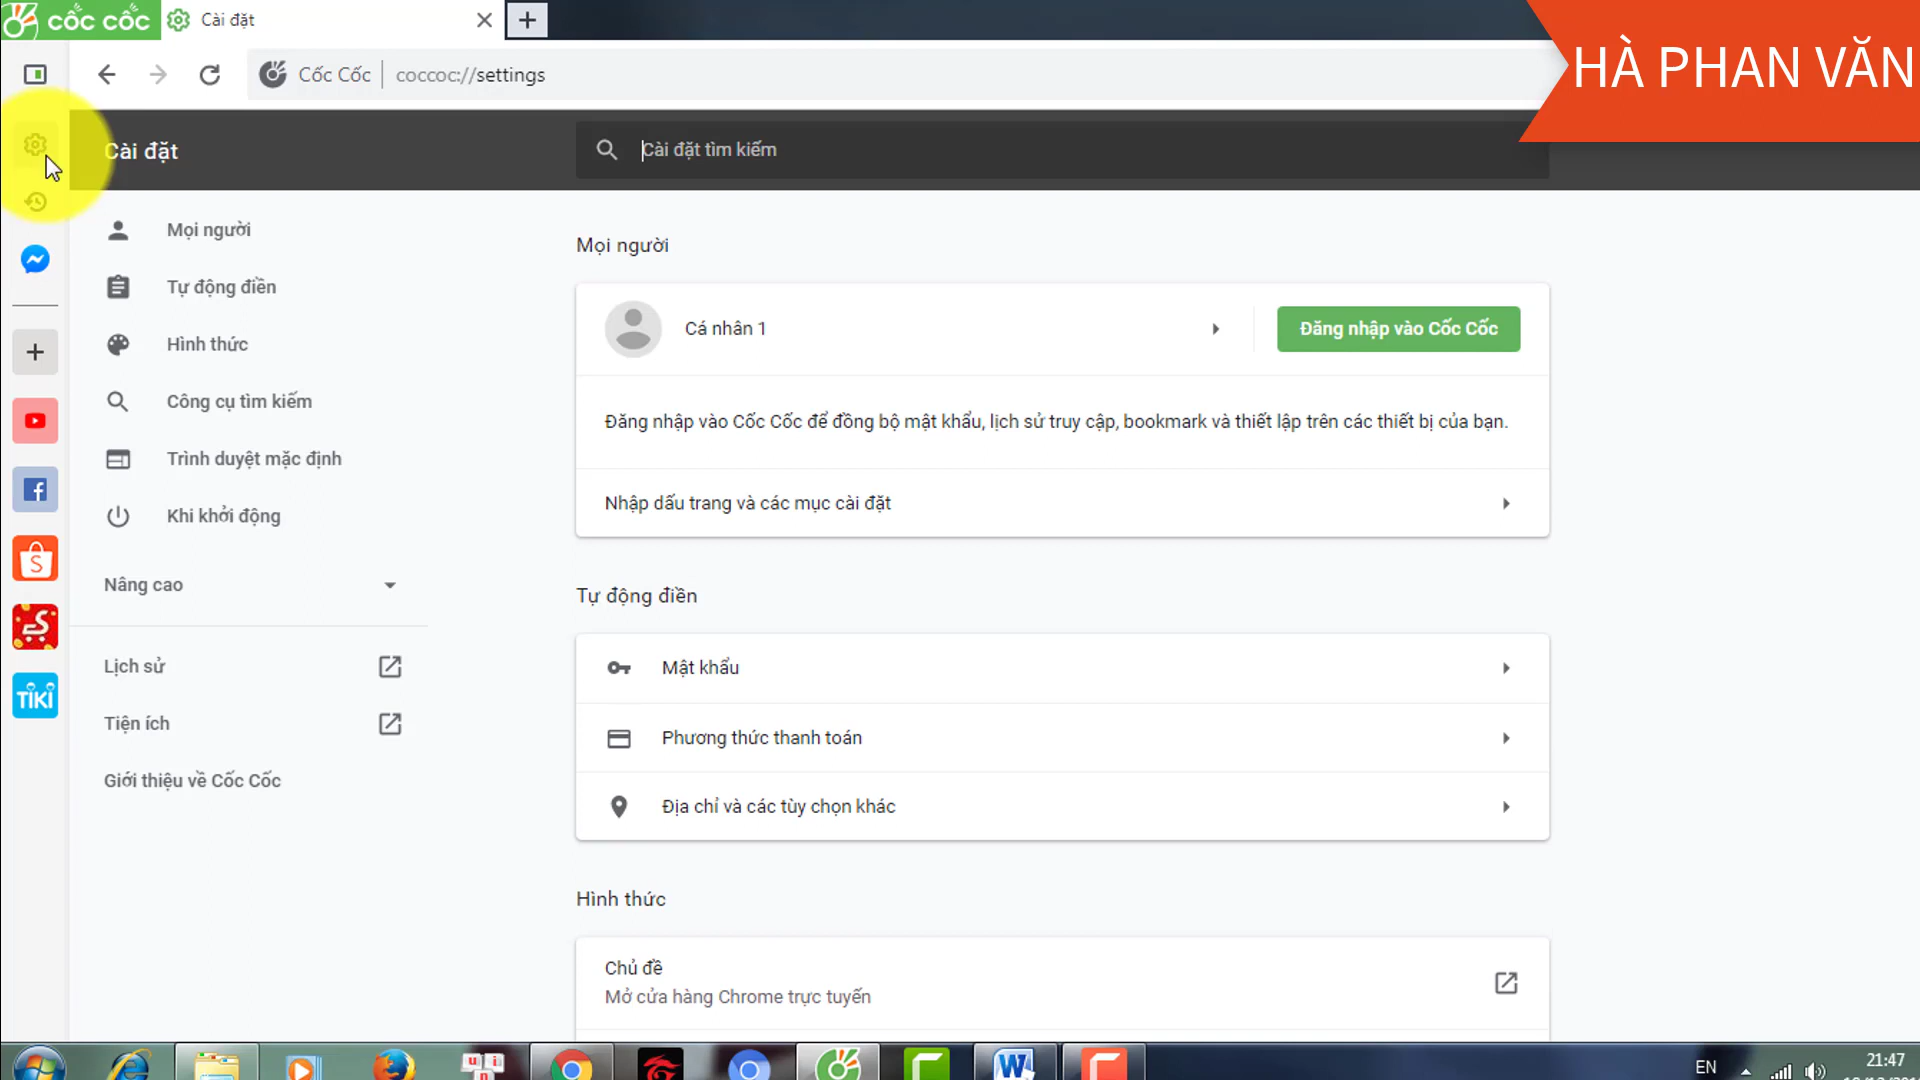 cốc cốc
Cài đặt
HÀ PHAN VĂN
Cốc Cốc
coccoc://settings
Cài đặt
Cài đặt tìm kiếm
Mọi người
Tự động điền
Hình thức
Công cụ tìm kiếm
Trình duyệt mặc định
Khi khởi động
Nâng cao
Lịch sử
Tiện ích
Giới thiệu về Cốc Cốc
Mọi người
Cá nhân 1
Đăng nhập vào Cốc Cốc
Đăng nhập vào Cốc Cốc để đồng bộ mật khẩu, lịch sử truy cập, bookmark và thiết lập trên các thiết bị của bạn.
Nhập dấu trang và các mục cài đặt
Tự động điền
Mật khẩu
Phương thức thanh toán
Địa chỉ và các tùy chọn khác
Hình thức
Chủ đề
Mở cửa hàng Chrome trực tuyến
TIKI
EN
21:47